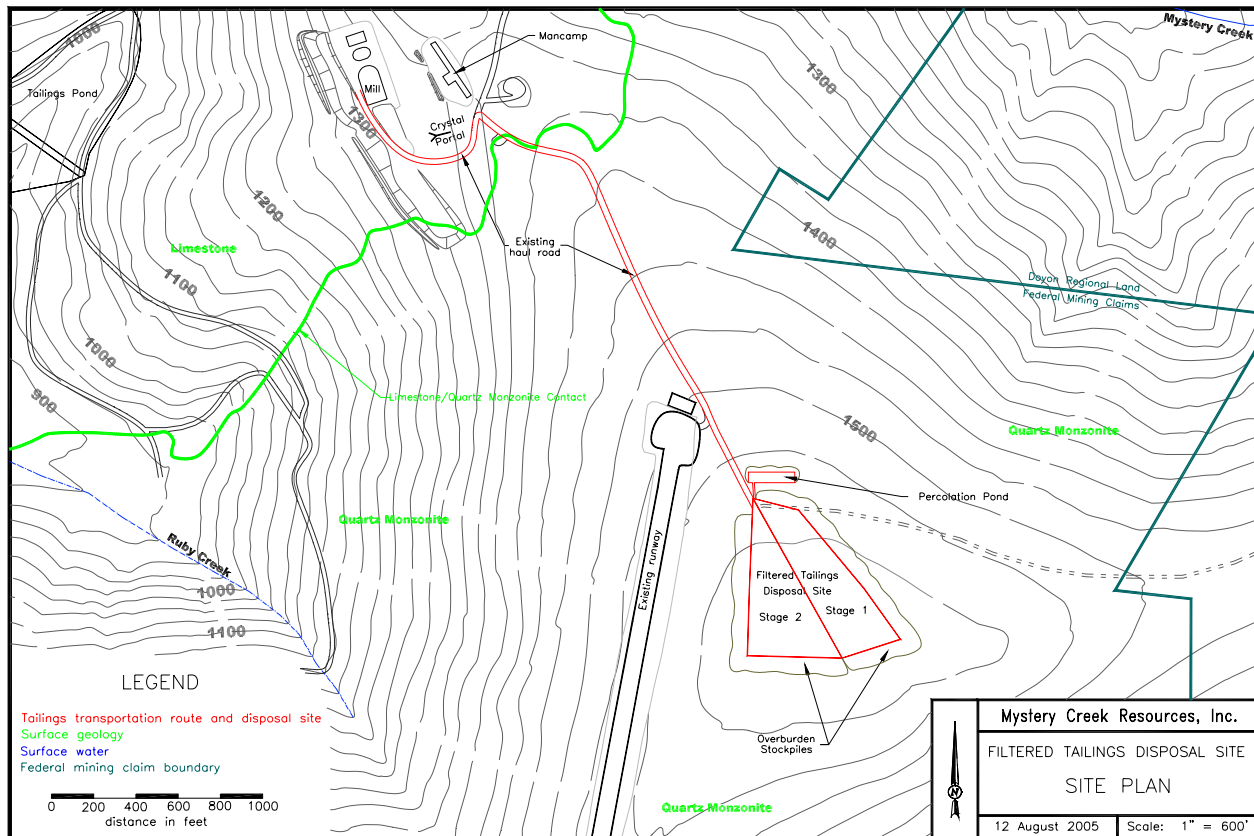 Mystery Creek
1000
Mancamp
Tailings Pond
Mill
1300
1300
Crystal
Portal
1200
1400
Limestone
Existing
haul road
1100
Doyon Regional Land
Federal Mining Claims
1000
900
Limestone/Quartz Monzonite Contact
1500
Quartz Monzonite
Percolation Pond
Quartz Monzonite
Ruby Creek
Existing runway
Filtered Tailings
Disposal Site
Stage 2
Stage 1
1000
1100
LEGEND
Tailings transportation route and disposal site
Surface geology
Surface water
Federal mining claim boundary
0 200 400 600 800 1000
distance in feet
Overburden
Stockpiles
Quartz Monzonite
N
Mystery Creek Resources, Inc.
FILTERED TAILINGS DISPOSAL SITE
SITE PLAN
12 August 2005
Scale: 1" = 600'